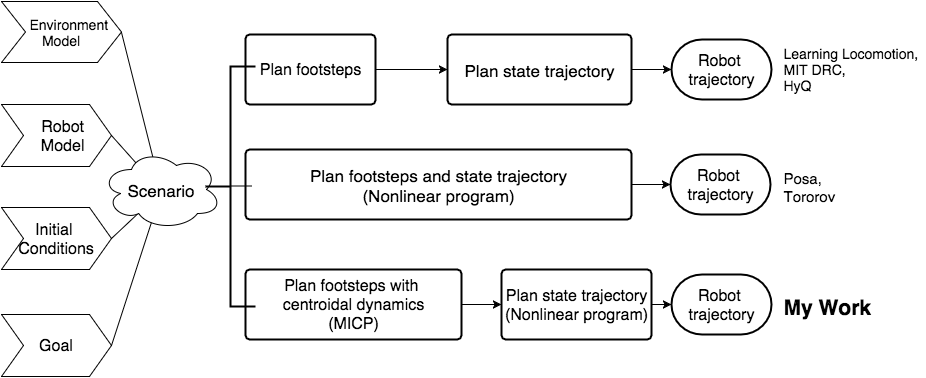 Environment
Model
Robot
Model
Initial
Conditions
Goal
Scenario
Plan footsteps
Plan state trajectory
Robot
trajectory
Learning Locomotion,
MIT DRC,
HyQ
Plan footsteps and state trajectory
(Nonlinear program)
Robot
trajectory
Posa,
Tororov
Plan footsteps with
centroidal dynamics
(MICP)
Plan state trajectory
(Nonlinear program)
Robot
trajectory
My Work